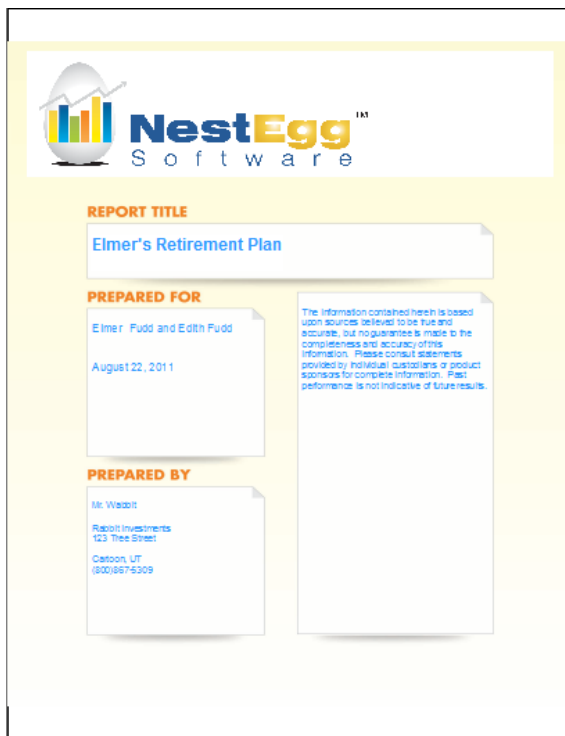 NestEgg™
Software
REPORT TITLE
Elmer's Retirement Plan
PREPARED FOR
Elmer Fudd and Edith Fudd
August 22, 2011
The information contained herein is based
upon sources believed to be true and
accurate, but no guarantee is made to the
completeness and accuracy of this
information. Please consult statements
provided by individual custodians or product
sponsors for complete information. Past
performance is not indicative of future results.
PREPARED BY
Mr. Wabbit
Rabbit Investments
123 Tree Street
Cartoon, UT
(800)867-5309